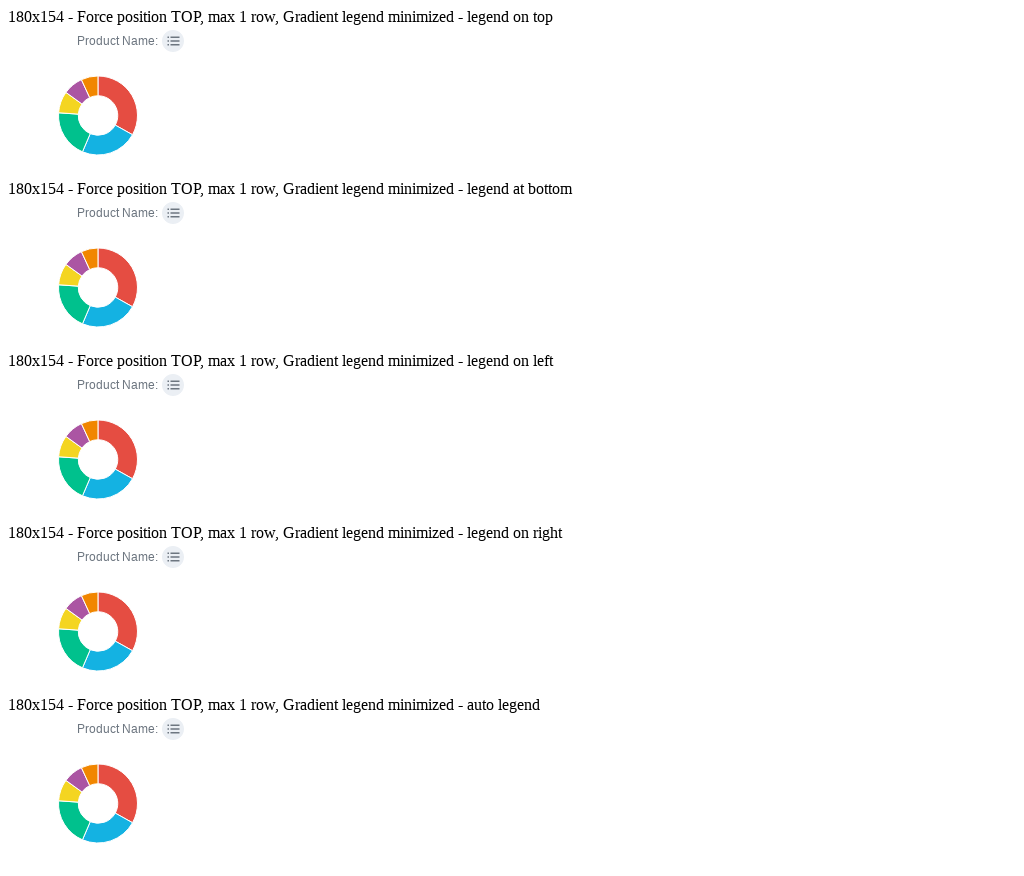 180x154 - Force position TOP, max 1 row, Gradient legend minimized - legend on top
Product Name:
180x154 - Force position TOP, max 1 row, Gradient legend minimized - legend at bottom
Product Name:
180x154 - Force position TOP, max 1 row, Gradient legend minimized - legend on left
Product Name:
180x154 - Force position TOP, max 1 row, Gradient legend minimized - legend on right
Product Name:
180x154 - Force position TOP, max 1 row, Gradient legend minimized - auto legend
Product Name: